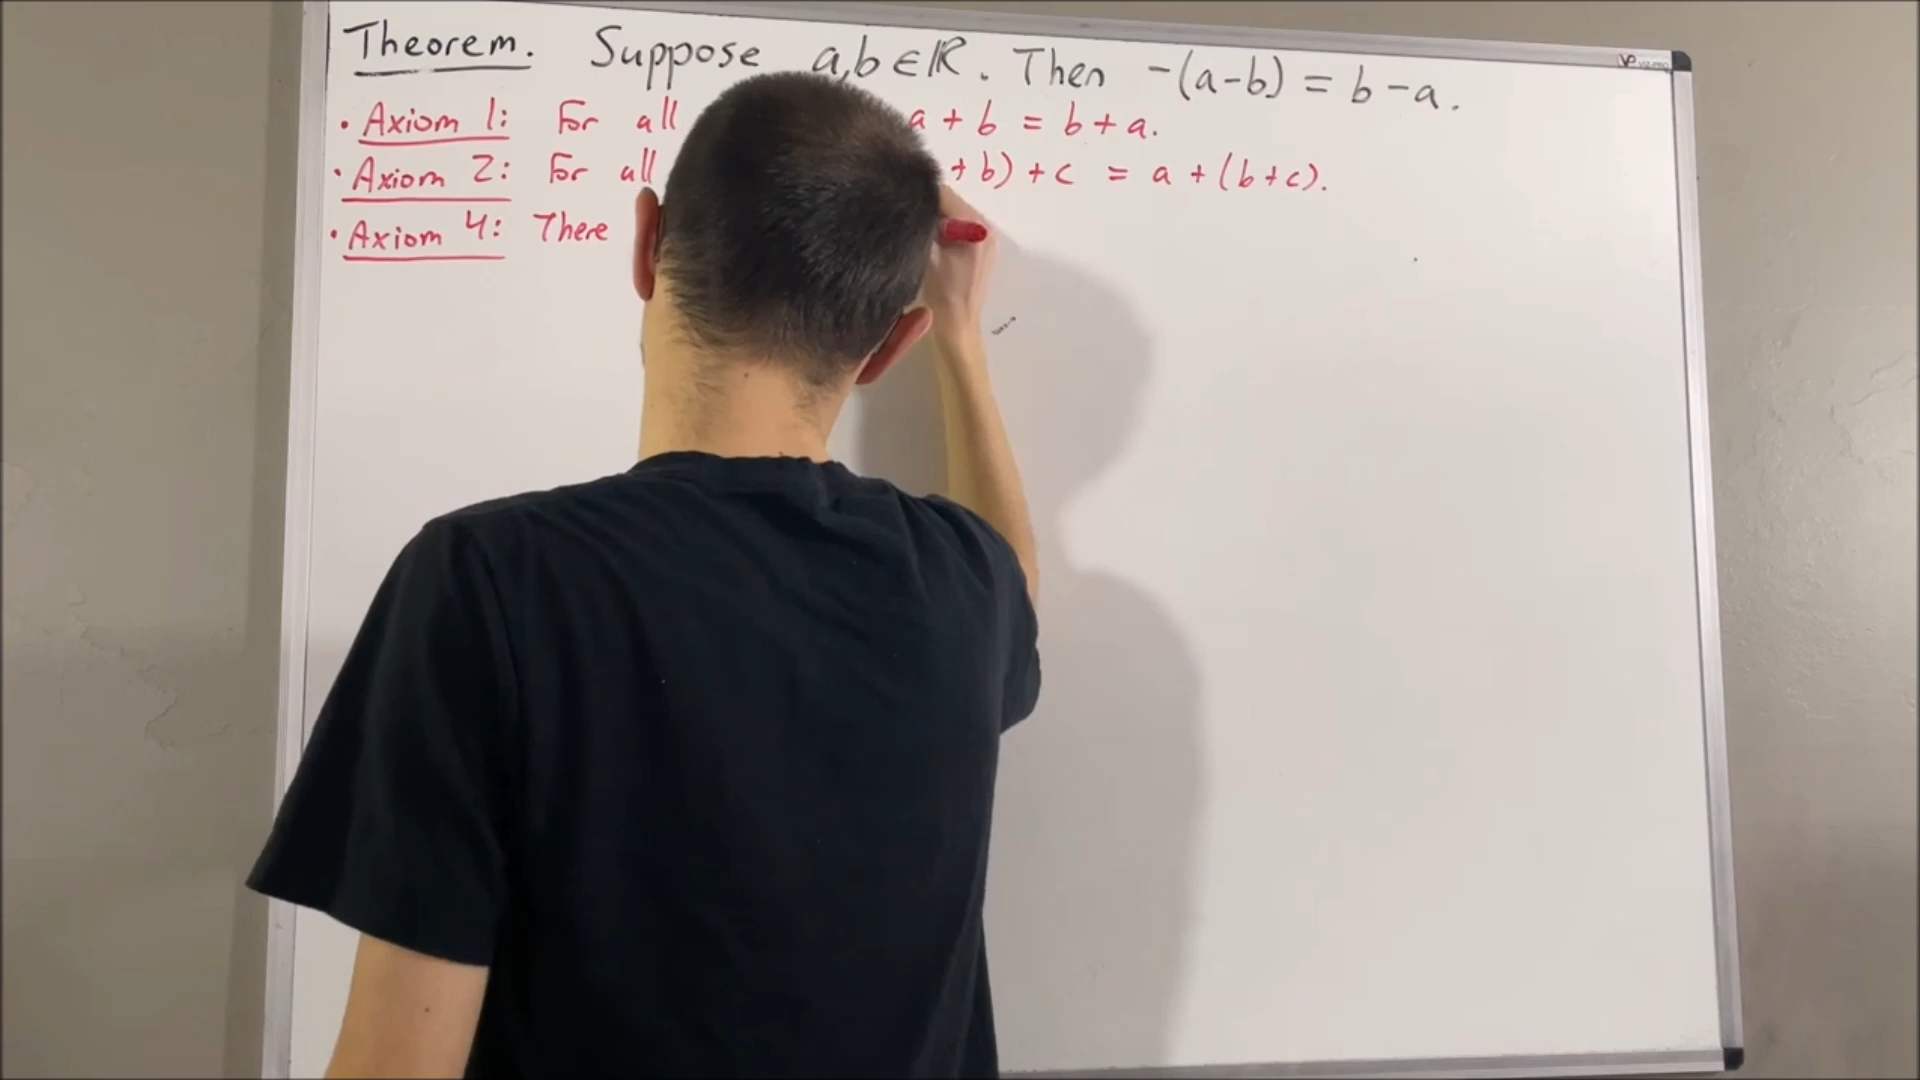 Theorem. Suppose a,b∈ℝ. Then -(a-b) = b-a.
• Axiom 1: For all a + b = b + a.
• Axiom 2: For all + b) + c = a + (b+c).
• Axiom 4: There